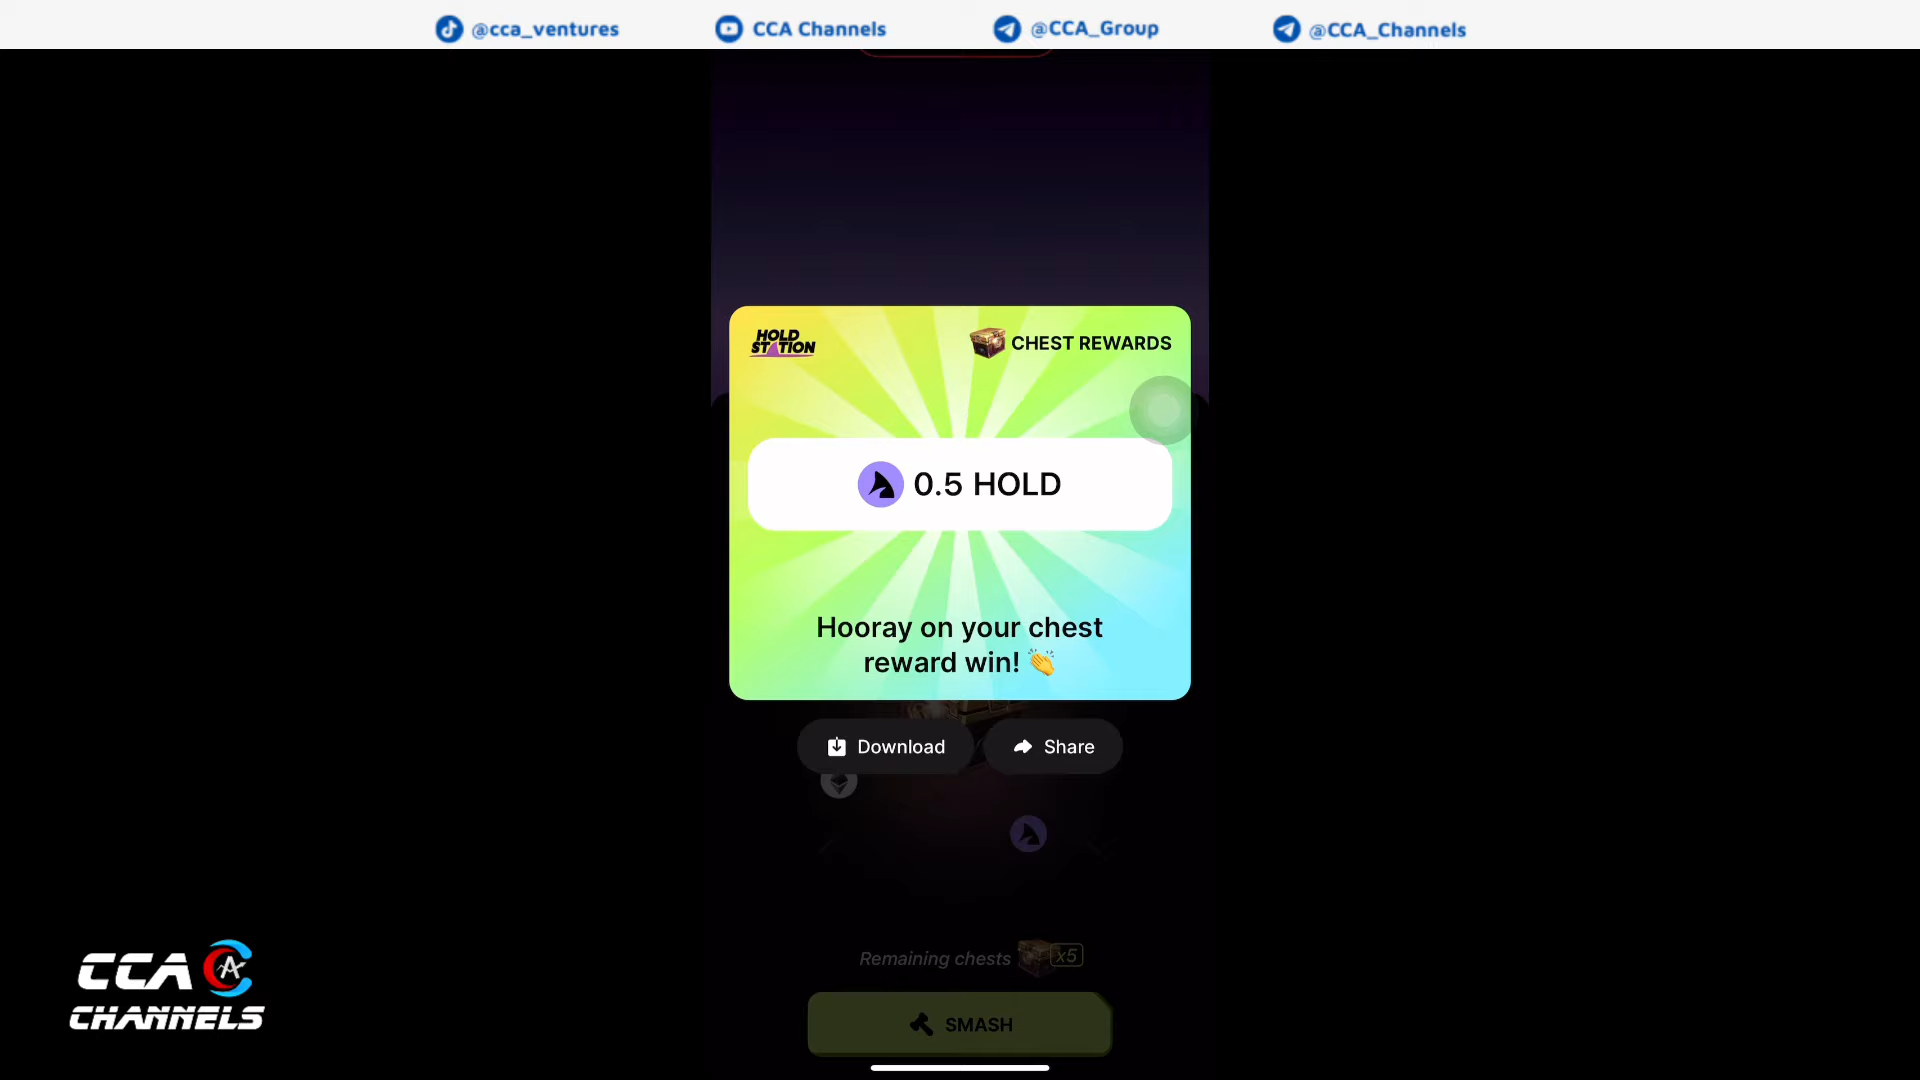 @cca_ventures
CCA Channels
@CCA_Group
@CCA_Channels
HOLD
STATION
CHEST REWARDS
0.5 HOLD
Hooray on your chest
reward win! 👏
Download
Share
Remaining chests x5
SMASH
CCA
CHANNELS